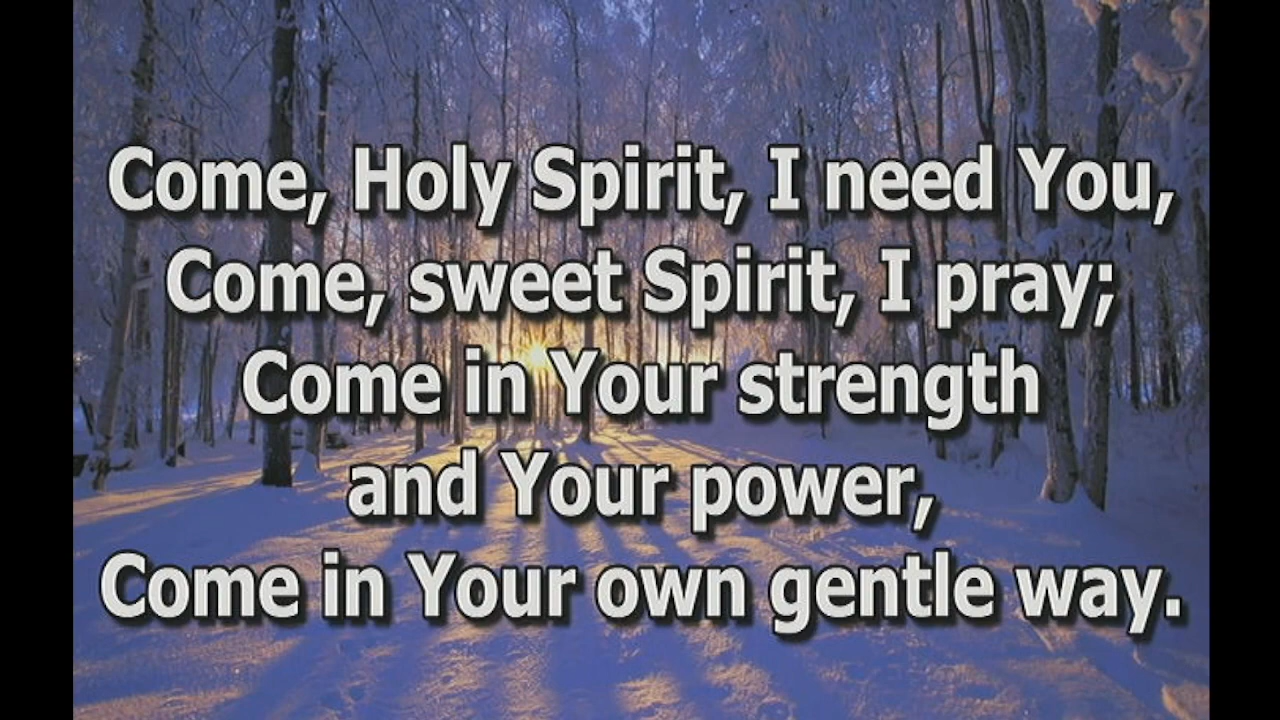 Come, Holy Spirit, I need You,
Come, sweet Spirit, I pray;
Come in Your strength
and Your power,
Come in Your own gentle way.